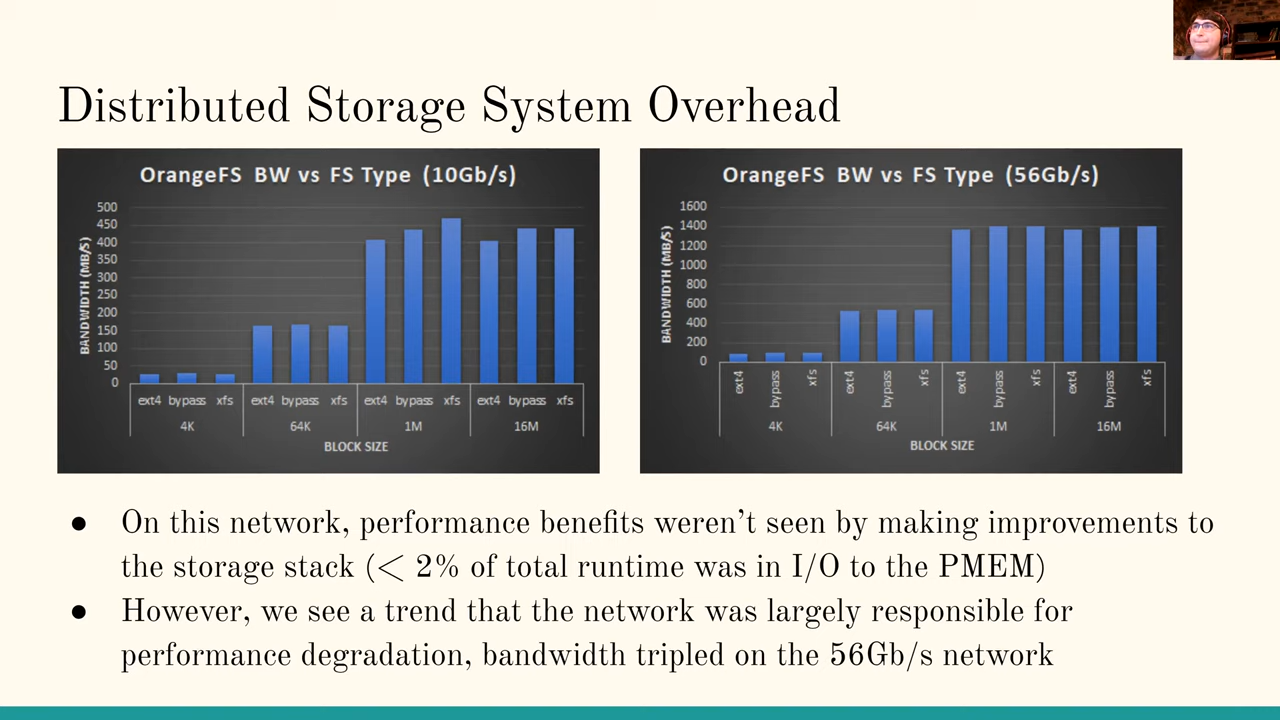 Distributed Storage System Overhead
OrangeFS BW vs FS Type (10Gb/s)
BANDWIDTH (MB/S)
500
450
400
350
300
250
200
150
100
50
0
ext4 bypass xfs ext4 bypass xfs ext4 bypass xfs ext4 bypass xfs
4K 64K 1M 16M
BLOCK SIZE
OrangeFS BW vs FS Type (56Gb/s)
BANDWIDTH (MB/S)
1600
1400
1200
1000
800
600
400
200
0
ext4 bypass xfs ext4 bypass xfs ext4 bypass xfs ext4 bypass xfs
4K 64K 1M 16M
BLOCK SIZE
● On this network, performance benefits weren’t seen by making improvements to
the storage stack (< 2% of total runtime was in I/O to the PMEM)
● However, we see a trend that the network was largely responsible for
performance degradation, bandwidth tripled on the 56Gb/s network